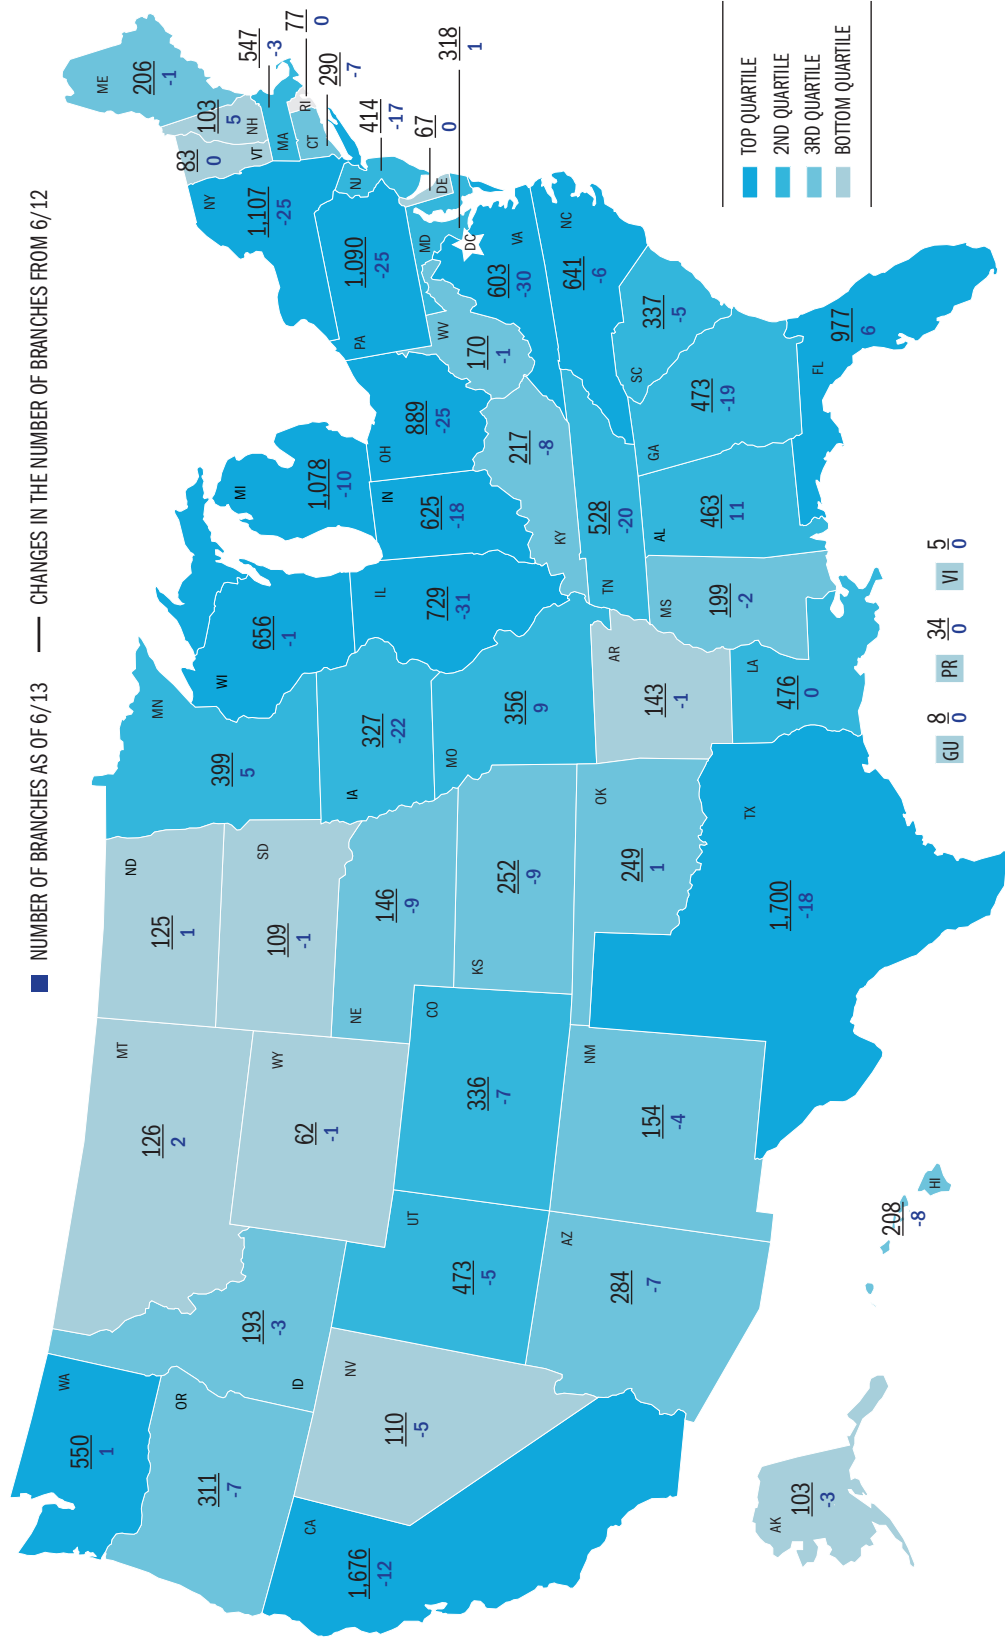 NUMBER OF BRANCHES AS OF 6/13
CHANGES IN THE NUMBER OF BRANCHES FROM 6/12
WA
550
1
OR
311
-7
CA
1,676
-12
NV
110
-5
ID
193
-3
MT
126
2
WY
62
-1
UT
473
-5
AZ
284
-7
CO
336
-7
NM
154
-4
ND
125
1
SD
109
-1
NE
146
-9
KS
252
-9
OK
249
1
TX
1,700
-18
MN
399
5
IA
327
-22
MO
356
9
AR
143
-1
LA
476
0
WI
656
-1
IL
729
-31
MI
1,078
-10
IN
625
-18
OH
889
-25
KY
217
-8
TN
528
-20
MS
199
-2
AL
463
11
GA
473
-19
FL
977
6
SC
337
-5
NC
641
-6
VA
603
-30
WV
170
-1
PA
1,090
-25
NY
1,107
-25
VT
83
0
NH
103
5
ME
206
-1
MA
547
-3
RI
77
0
CT
290
-7
NJ
414
-17
DE
67
0
MD
318
1
DC
AK
103
-3
HI
208
-8
GU
8
0
PR
34
0
VI
5
0
TOP QUARTILE
2ND QUARTILE
3RD QUARTILE
BOTTOM QUARTILE